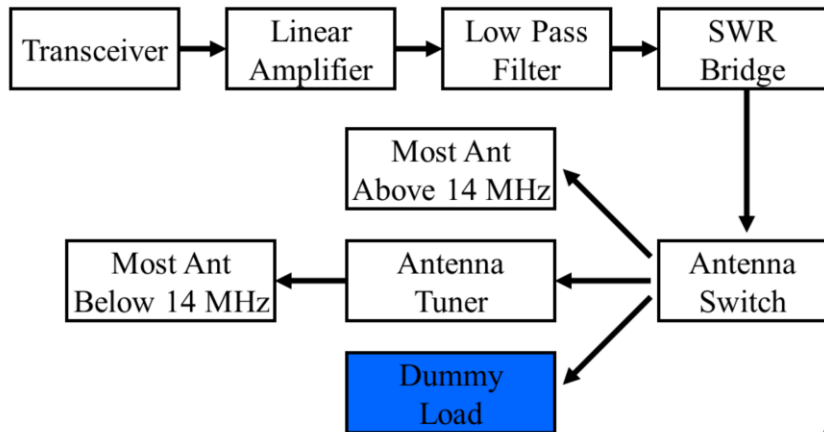 Transceiver
Linear
Amplifier
Low Pass
Filter
SWR
Bridge
Most Ant
Above 14 MHz
Most Ant
Below 14 MHz
Antenna
Tuner
Antenna
Switch
Dummy
Load